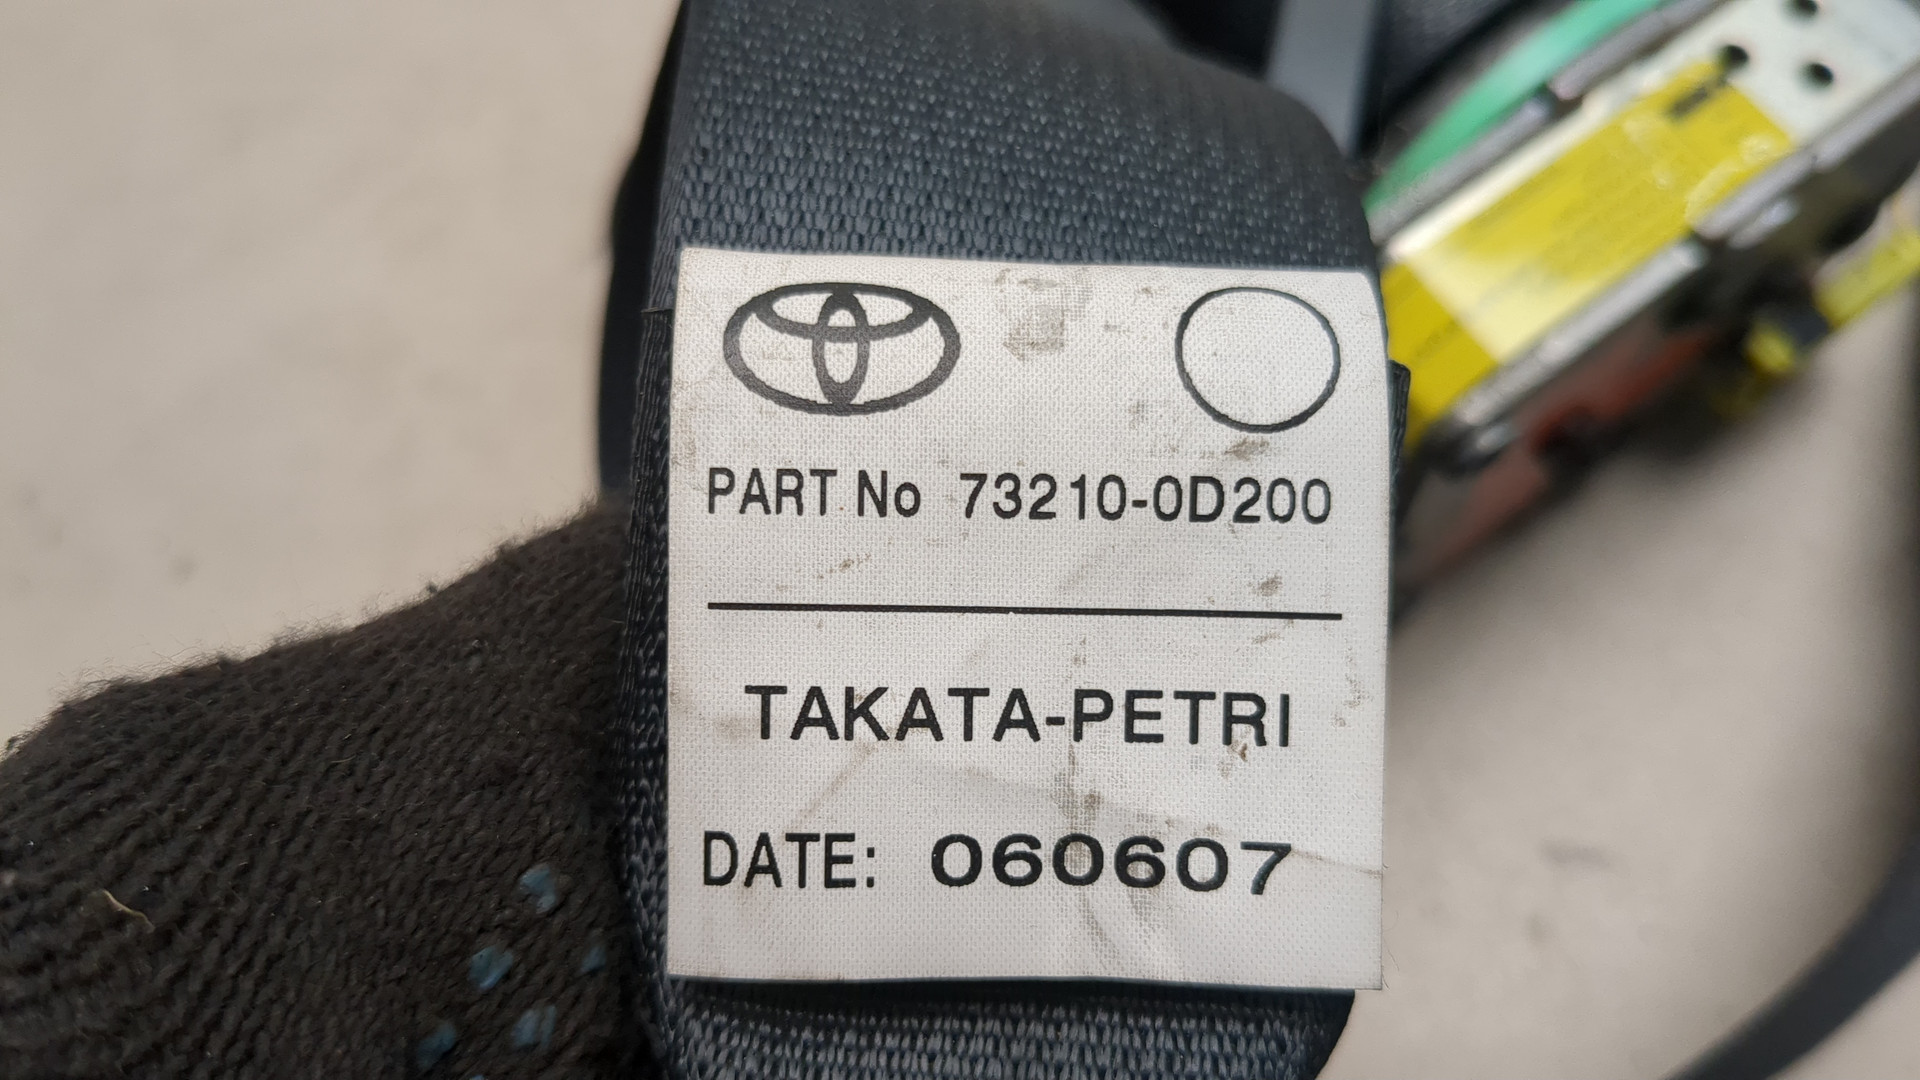 PART No 73210-0D200
TAKATA-PETRI
DATE: 060607